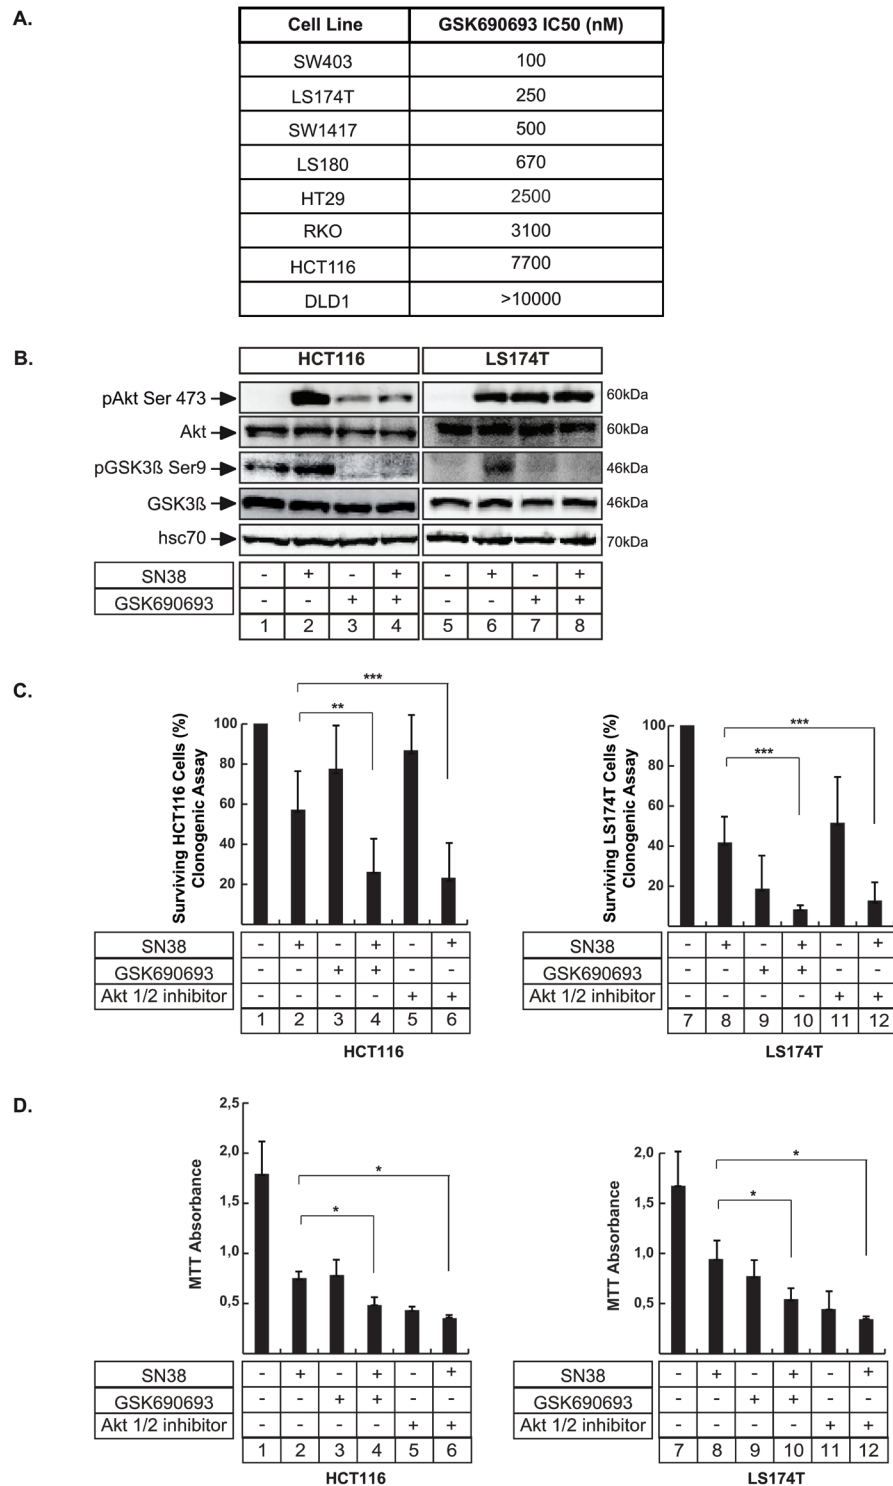 A.
Cell Line GSK690693 IC50 (nM)
SW403 100
LS174T 250
SW1417 500
LS180 670
HT29 2500
RKO 3100
HCT116 7700
DLD1 >10000
B.
HCT116 LS174T
pAkt Ser 473 60kDa
Akt 60kDa
pGSK3ß Ser9 46kDa
GSK3ß 46kDa
hsc70 70kDa
SN38 - + - + - + - +
GSK690693 - - + + - - + +
1 2 3 4 5 6 7 8
C.
*** 
**
Surviving HCT116 Cells (%)
Clonogenic Assay
100
80
60
40
20
SN38 - + - + - +
GSK690693 - - + + - -
Akt 1/2 inhibitor - - - - + +
1 2 3 4 5 6
HCT116
***
***
Surviving LS174T Cells (%)
Clonogenic Assay
100
80
60
40
20
SN38 - + - + - +
GSK690693 - - + + - -
Akt 1/2 inhibitor - - - - + +
7 8 9 10 11 12
LS174T
D.
MTT Absorbance
2,5
2,0
1,5
1,0
0,5
*
*
SN38 - + - + - +
GSK690693 - - + + - -
Akt 1/2 inhibitor - - - - + +
1 2 3 4 5 6
HCT116
MTT Absorbance
2,0
1,5
1,0
0,5
*
*
SN38 - + - + - +
GSK690693 - - + + - -
Akt 1/2 inhibitor - - - - + +
7 8 9 10 11 12
LS174T